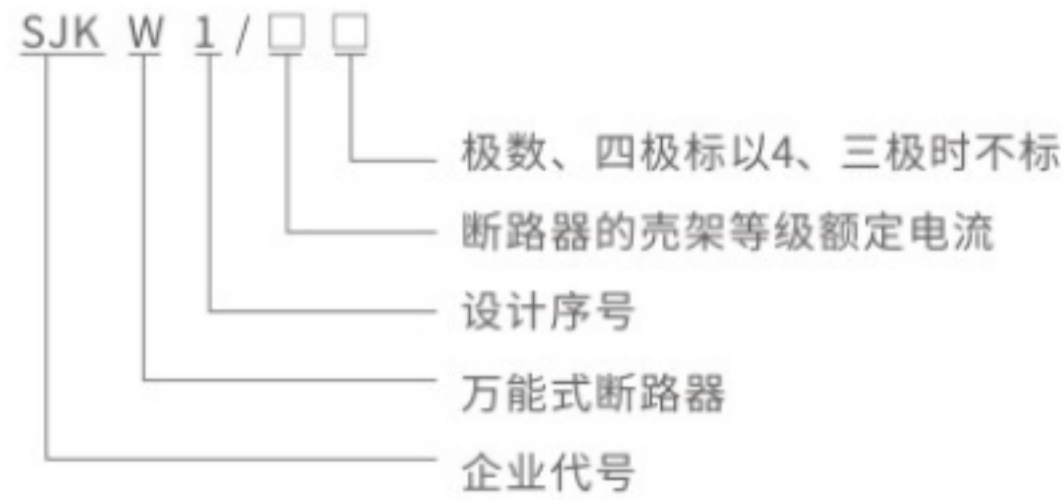 SJK W 1 / □ □
极数、四极标以4、三极时不标
断路器的壳架等级额定电流
设计序号
万能式断路器
企业代号